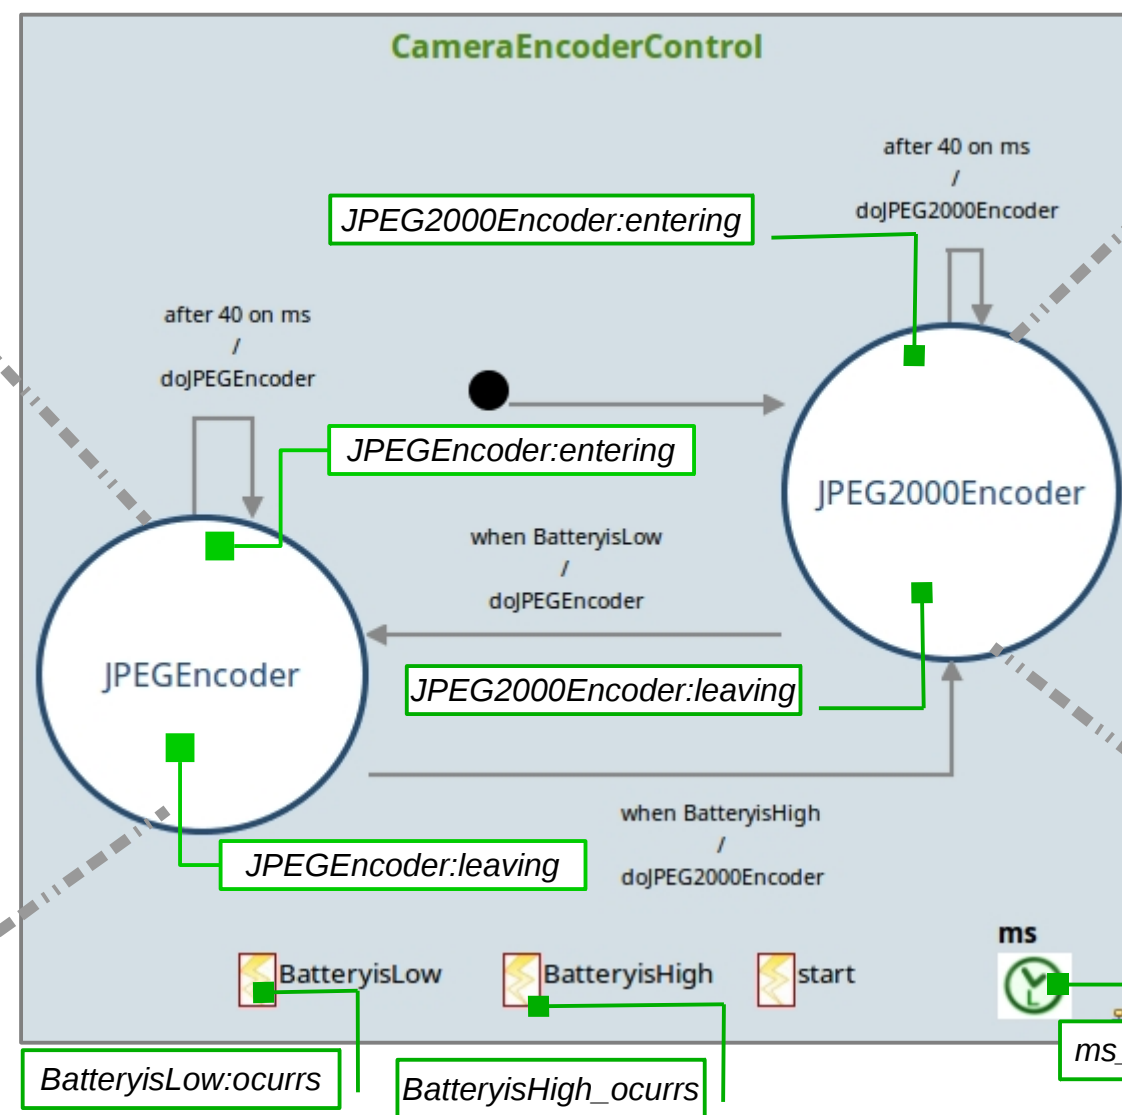 CameraEncoderControl
after 40 on ms
/
doJPEG2000Encoder
JPEG2000Encoder:entering
after 40 on ms
/
doJPEGEncoder
JPEGEncoder:entering
JPEG2000Encoder
when BatteryisLow
/
doJPEGEncoder
JPEGEncoder
JPEG2000Encoder:leaving
when BatteryisHigh
/
doJPEG2000Encoder
JPEGEncoder:leaving
ms
BatteryisLow
BatteryisHigh
start
ms_
BatteryisLow:ocurrs
BatteryisHigh_ocurrs